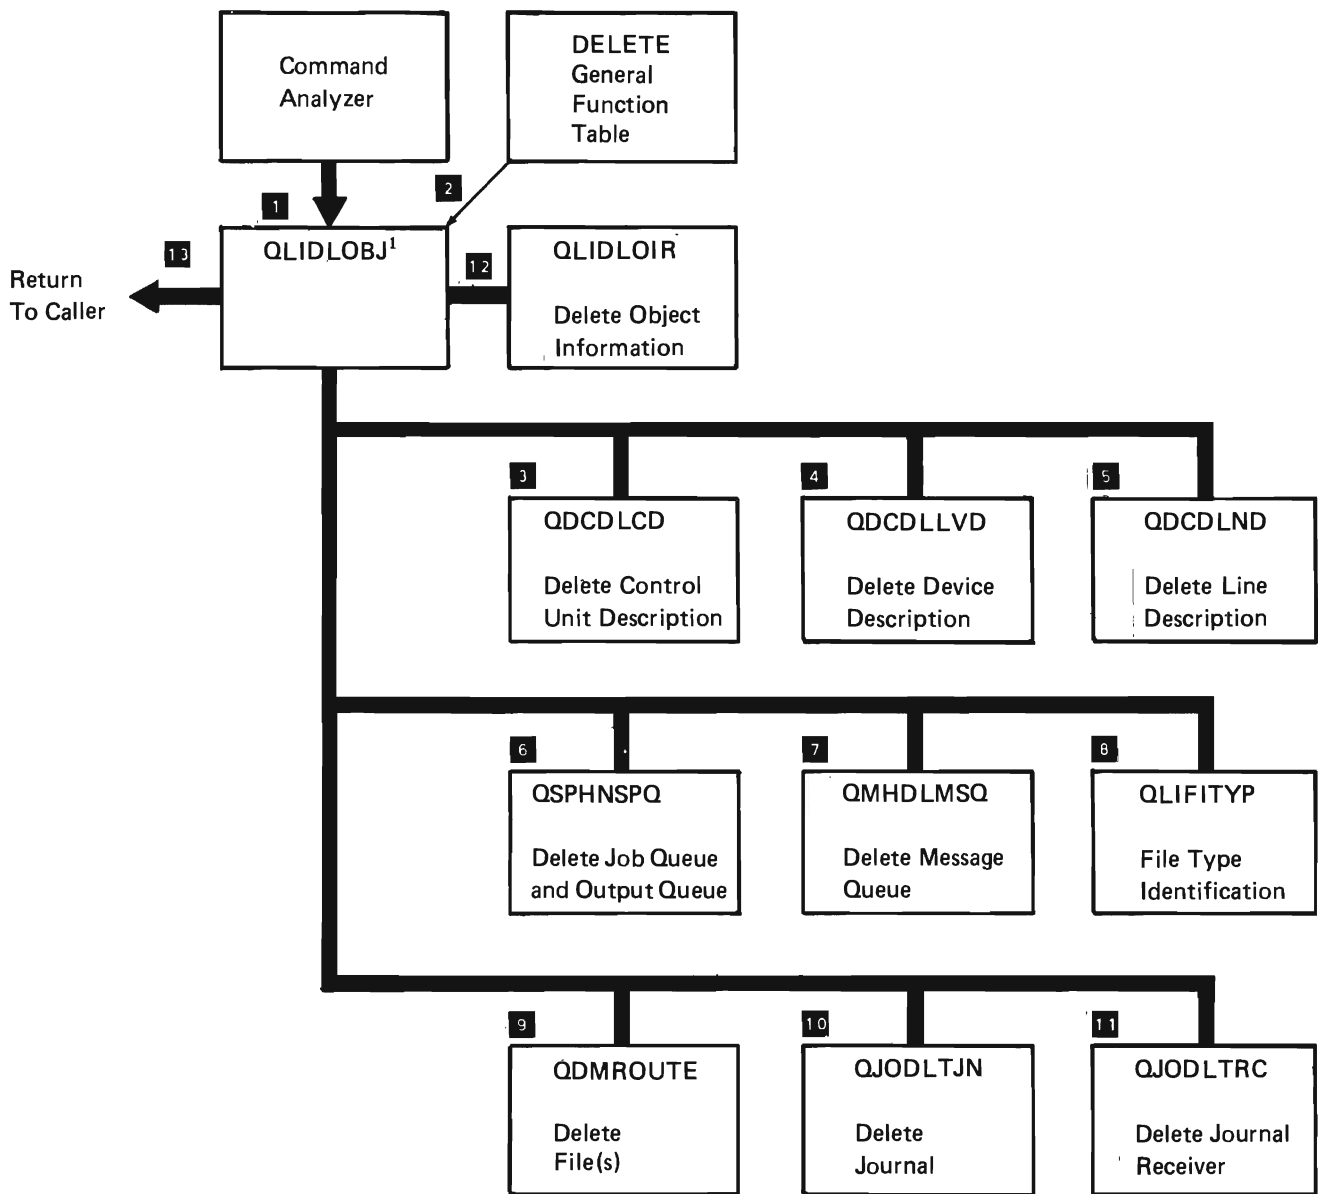 Command
Analyzer
DELETE
General
Function
Table
1
2
13
QLIDLOBJ¹
12
QLIDLOIR
Delete Object
Information
Return
To Caller
3
4
5
QDCDLCD
Delete Control
Unit Description
QDCDLLVD
Delete Device
Description
QDCDLND
Delete Line
Description
6
7
8
QSPHNSPQ
Delete Job Queue
and Output Queue
QMHDLMSQ
Delete Message
Queue
QLIFITYP
File Type
Identification
9
10
11
QDMROUTE
Delete
File(s)
QJODLTJN
Delete
Journal
QJODLTRC
Delete Journal
Receiver